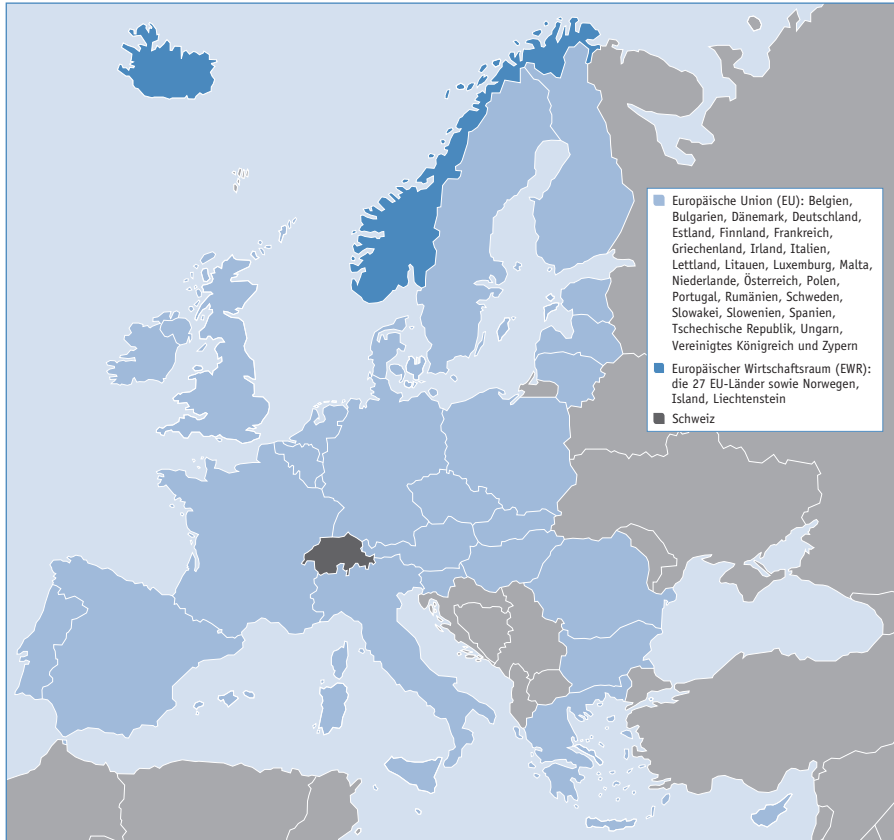 Europäische Union (EU): Belgien,
Bulgarien, Dänemark, Deutschland,
Estland, Finnland, Frankreich,
Griechenland, Irland, Italien,
Lettland, Litauen, Luxemburg, Malta,
Niederlande, Österreich, Polen,
Portugal, Rumänien, Schweden,
Slowakei, Slowenien, Spanien,
Tschechische Republik, Ungarn,
Vereinigtes Königreich und Zypern
Europäischer Wirtschaftsraum (EWR):
die 27 EU-Länder sowie Norwegen,
Island, Liechtenstein
Schweiz